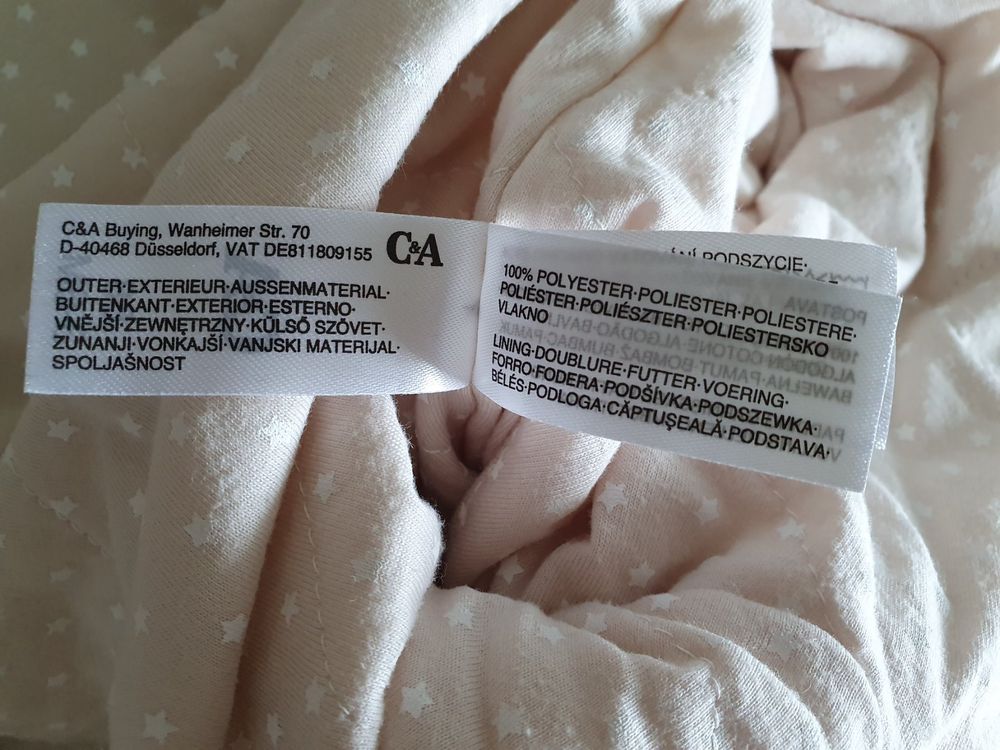 C&A Buying, Wanheimer Str. 70
D-40468 Düsseldorf, VAT DE811809155
C&A
OUTER·EXTERIEUR·AUSSENMATERIAL·
BUITENKANT·EXTERIOR·ESTERNO·
VNĚJŠÍ·ZEWNĘTRZNY·KÜLSŐ SZÖVET·
ZUNANJI·VONKAJŠÍ·VANJSKI MATERIJAL·
SPOLJAŠNOST
PODSZYCIE·
100% POLYESTER·POLIESTER·POLIESTERE·
POLIÉSTER·POLIÉSZTER·POLIESTERSKO
VLAKNO
LINING·DOUBLURE·FUTTER·VOERING·
FORRO·FODERA·PODŠÍVKA·PODSZEWKA·
BÉLÉS·PODLOGA·CĂPTUŞEALĂ·PODSTAVA·